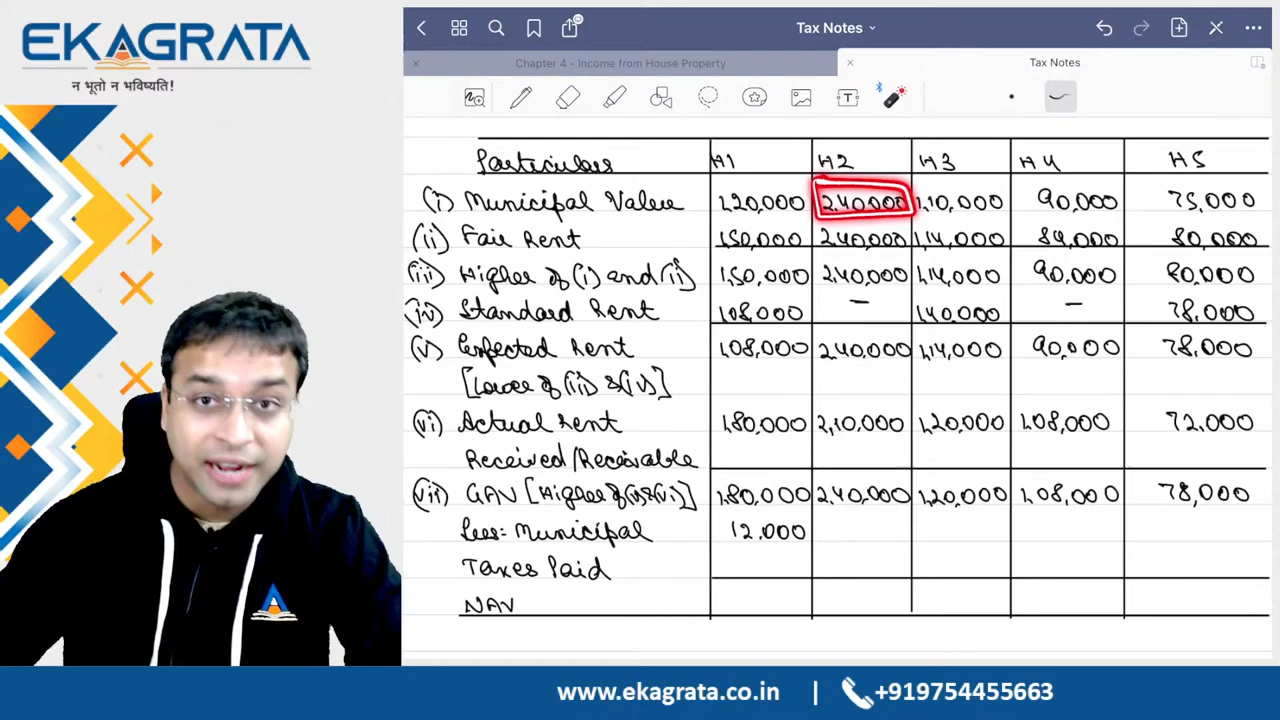 EKAGRATA
न भूतो न भविष्यति!
Tax Notes
Chapter 4 - Income from House Property
Tax Notes
Particulars H1 H2 H3 H4 H5
(i) Municipal Value 1,20,000 2,40,000 1,10,000 90,000 75,000
(ii) Fair Rent 1,50,000 2,40,000 1,14,000 84,000 80,000
(iii) Higher of (i) and (ii) 1,50,000 2,40,000 1,14,000 90,000 80,000
(iv) Standard Rent 1,08,000 — 1,40,000 — 78,000
(v) Expected Rent 1,08,000 2,40,000 1,14,000 90,000 78,000
[Lower of (iii) & (iv)]
(vi) Actual Rent 1,80,000 2,10,000 1,20,000 1,08,000 72,000
Received/Receivable
(vii) GAV [Higher of (v) & (vi)] 1,80,000 2,40,000 1,20,000 1,08,000 78,000
Less: Municipal 12,000
Taxes Paid
NAV
www.ekagrata.co.in | +919754455663